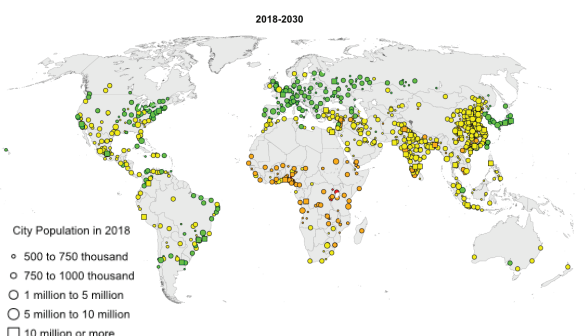 2018-2030
City Population in 2018
500 to 750 thousand
750 to 1000 thousand
1 million to 5 million
5 million to 10 million
10 million or more